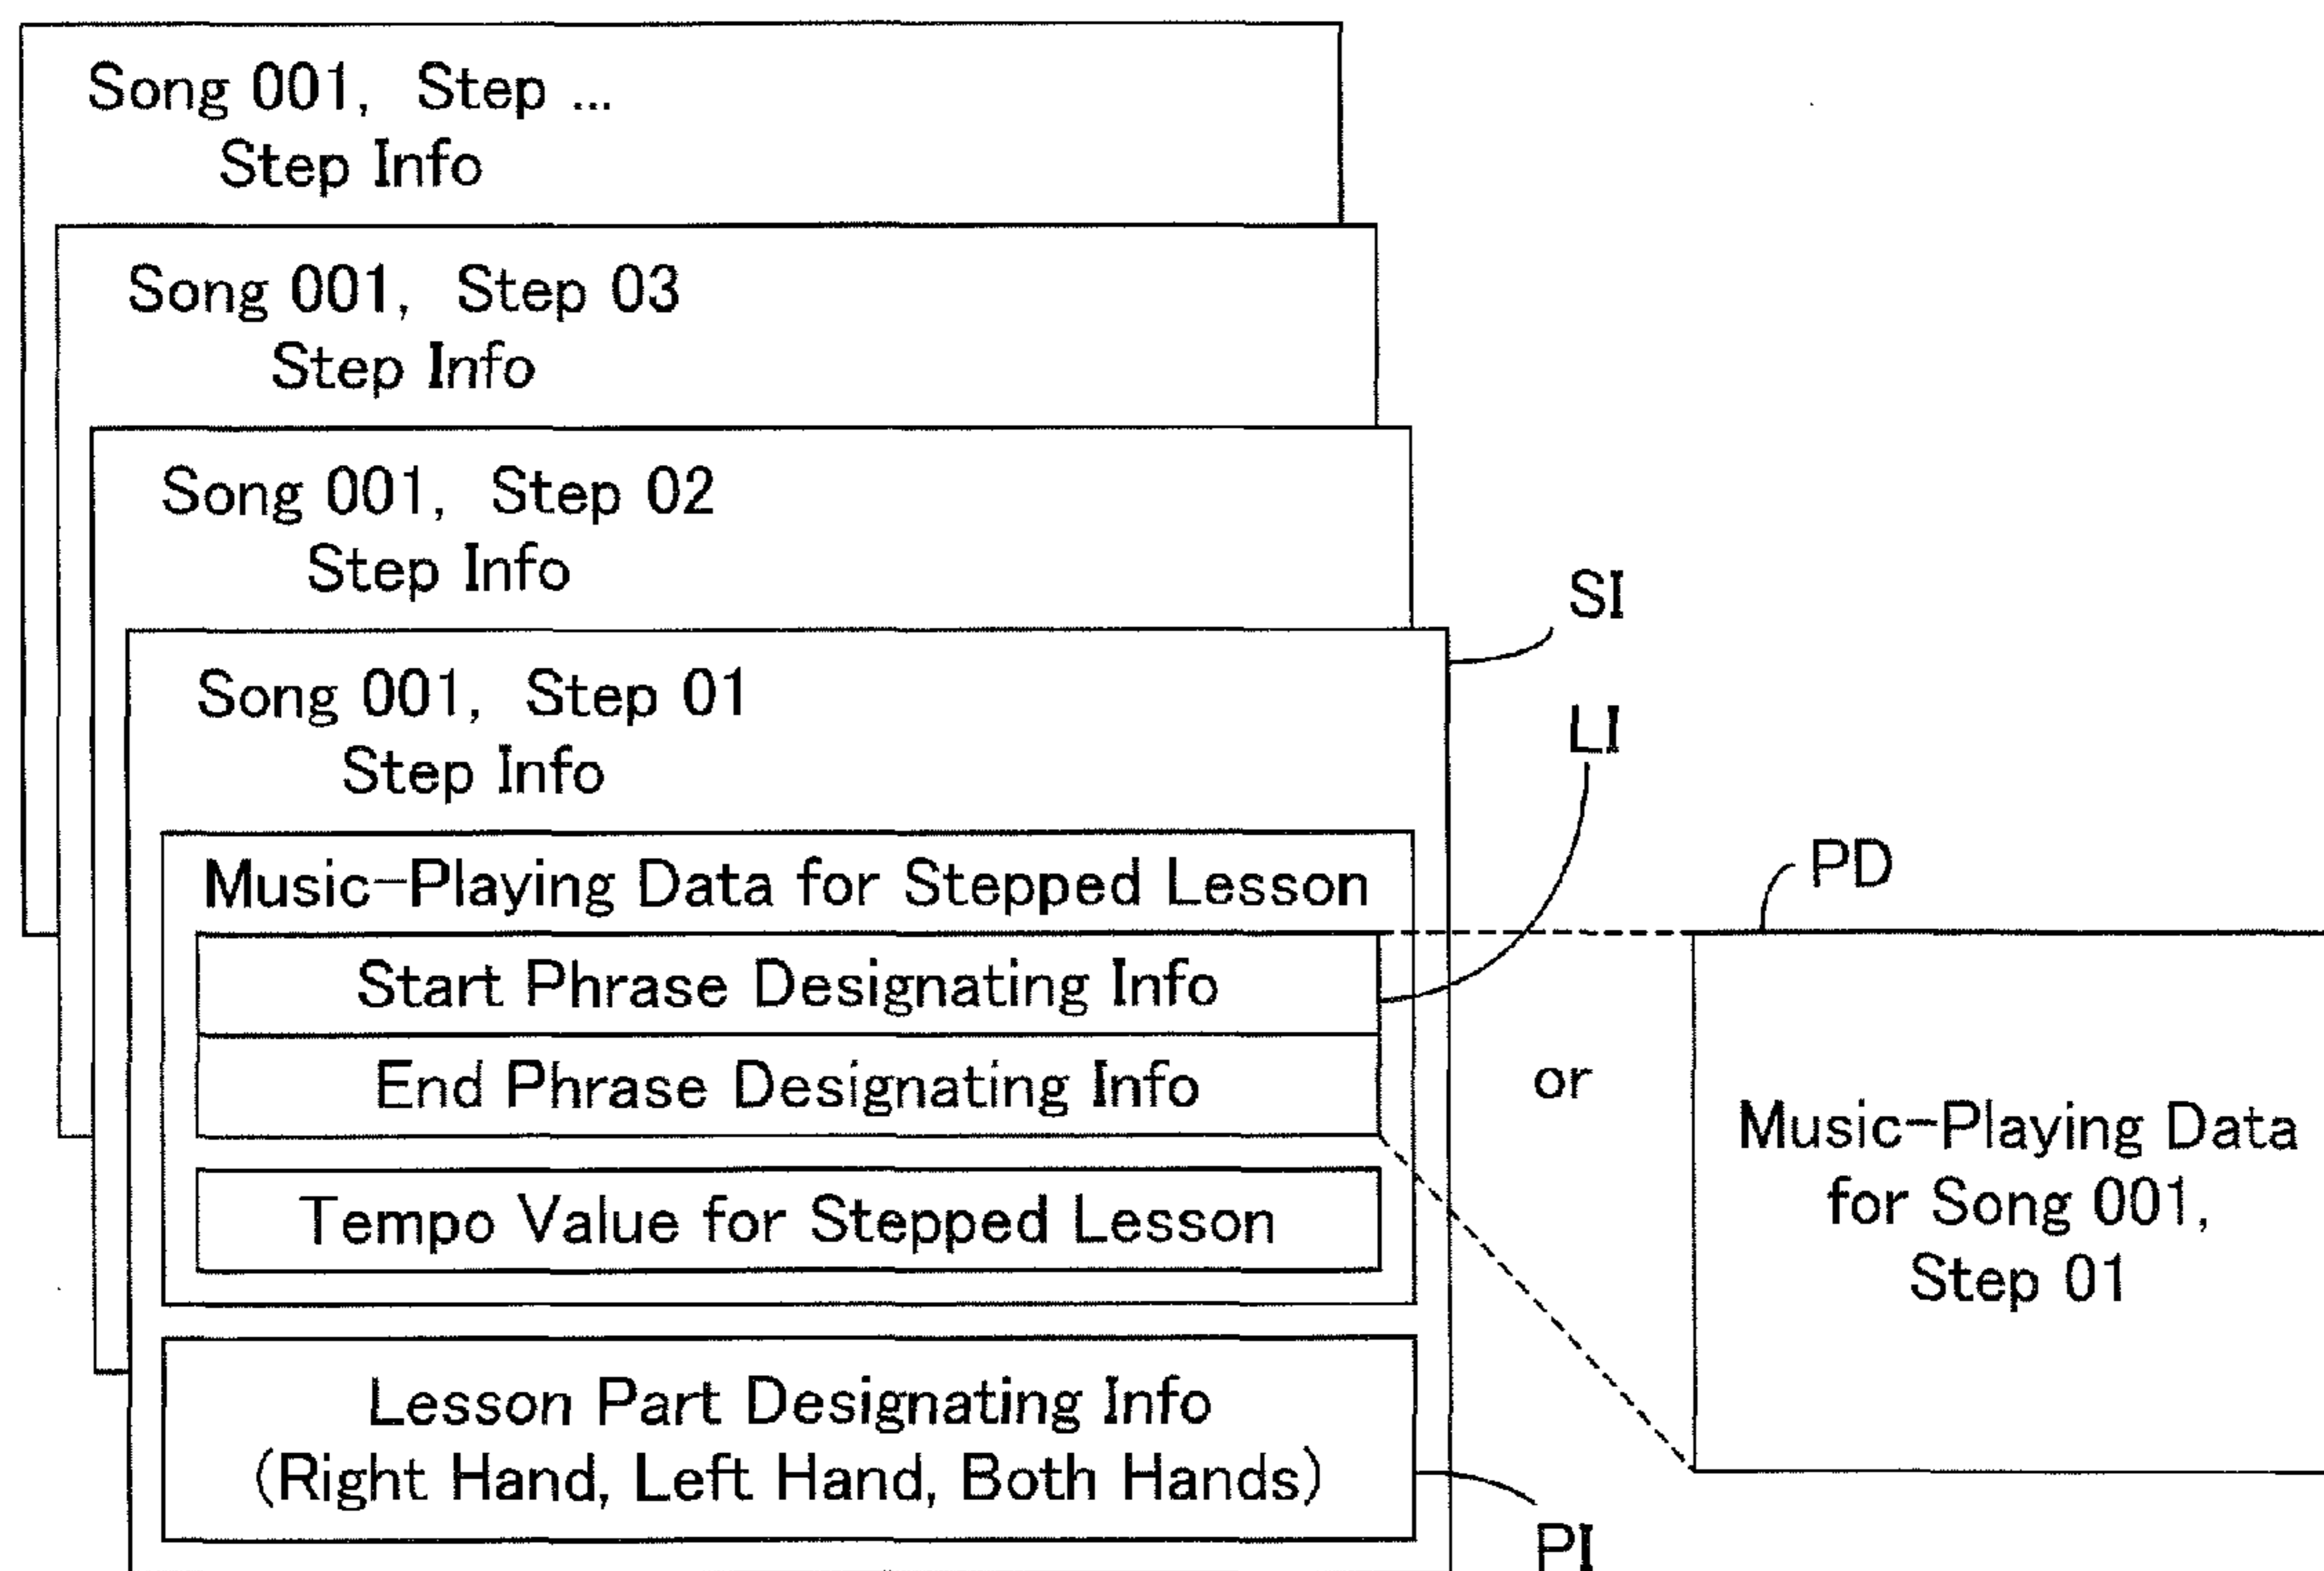 Song 001, Step ...
Step Info
Song 001, Step 03
Step Info
Song 001, Step 02
Step Info
SI
Song 001, Step 01
Step Info
LI
Music-Playing Data for Stepped Lesson
PD
Start Phrase Designating Info
End Phrase Designating Info
or
Music-Playing Data
for Song 001,
Step 01
Tempo Value for Stepped Lesson
Lesson Part Designating Info
(Right Hand, Left Hand, Both Hands)
PI